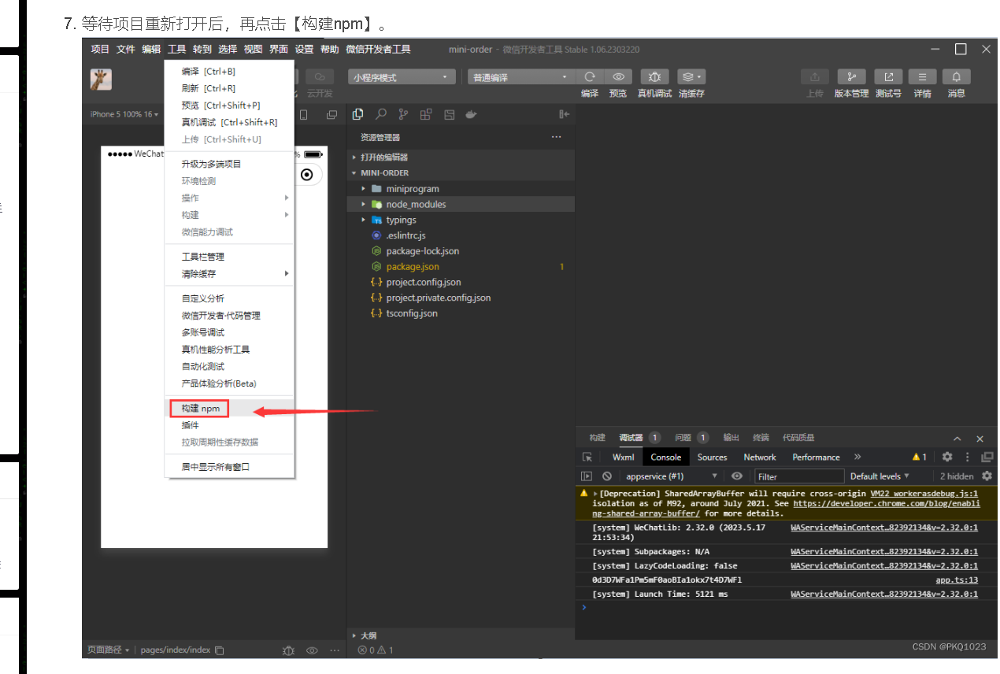 7. 等待项目重新打开后，再点击【构建npm】。
项目 文件 编辑 工具 转到 选择 视图 界面 设置 帮助 微信开发者工具 mini-order - 微信开发者工具 Stable 1.06.2303220
小程序模式 普通编译
云开发 编译 预览 真机调试 清缓存 上传 版本管理 测试号 详情 消息
iPhone 5 100% 16
WeChat %
编译 [Ctrl+B]
刷新 [Ctrl+R]
预览 [Ctrl+Shift+P]
真机调试 [Ctrl+Shift+R]
上传 [Ctrl+Shift+U]
升级为多端项目
环境检测
操作
构建
微信能力调试
工具栏管理
清除缓存
自定义分析
微信开发者·代码管理
多账号调试
真机性能分析工具
自动化测试
产品体验分析(Beta)
构建 npm
插件
拉取周期性缓存数据
居中显示所有窗口
资源管理器
打开的编辑器
MINI-ORDER
miniprogram
node_modules
typings
.eslintrc.js
package-lock.json
package.json 1
project.config.json
project.private.config.json
tsconfig.json
大纲
0 1
构建 调试器 1 问题 1 输出 终端 代码质量
Wxml Console Sources Network Performance 1
appservice (#1) Filter Default levels 2 hidden
[Deprecation] SharedArrayBuffer will require cross-origin VM22 workerasdebug.js:1
isolation as of M92, around July 2021. See https://developer.chrome.com/blog/enabli
ng-shared-array-buffer/ for more details.
[system] WeChatLib: 2.32.0 (2023.5.17 WAServiceMainContext…82392134&v=2.32.0:1
21:53:34)
[system] Subpackages: N/A WAServiceMainContext…82392134&v=2.32.0:1
[system] LazyCodeLoading: false WAServiceMainContext…82392134&v=2.32.0:1
0d3D7WFa1Pm5mF0aoBIa1okx7t4D7WFl app.ts:13
[system] Launch Time: 5121 ms WAServiceMainContext…82392134&v=2.32.0:1
页面路径 pages/index/index
CSDN @PKQ1023